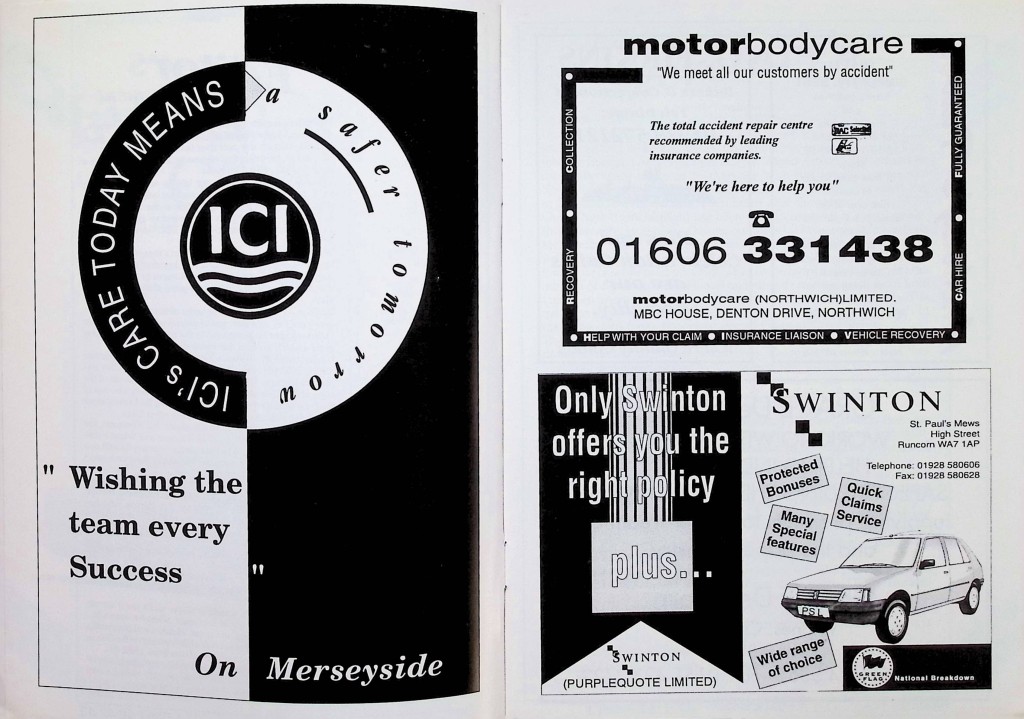 ICI's CARE TODAY MEANS
a safer tomorrow
ICI
" Wishing the
team every
Success "
On Merseyside
motorbodycare
"We meet all our customers by accident"
COLLECTION
RECOVERY
FULLY GUARANTEED
CAR HIRE
The total accident repair centre
recommended by leading
insurance companies.
"We're here to help you"
01606 331438
motorbodycare (NORTHWICH)LIMITED.
MBC HOUSE, DENTON DRIVE, NORTHWICH
HELP WITH YOUR CLAIM ● INSURANCE LIAISON ● VEHICLE RECOVERY ●
Only Swinton
offers you the
right policy
plus...
SWINTON
(PURPLEQUOTE LIMITED)
SWINTON
St. Paul's Mews
High Street
Runcorn WA7 1AP
Telephone: 01928 580606
Fax: 01928 580628
Protected
Bonuses
Quick
Claims
Service
Many
Special
features
PSL
Wide range
of choice
GREEN
FLAG
National Breakdown